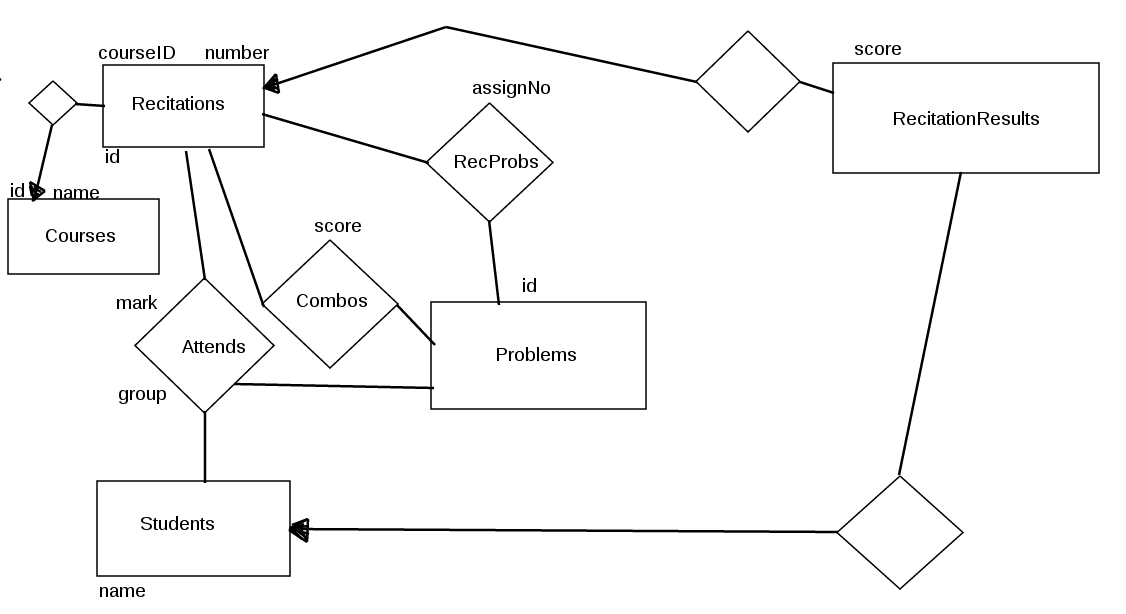 score
courseID number
assignNo
Recitations
RecitationResults
id
RecProbs
id name
Courses
score
id
mark
Combos
Attends
Problems
group
Students
name